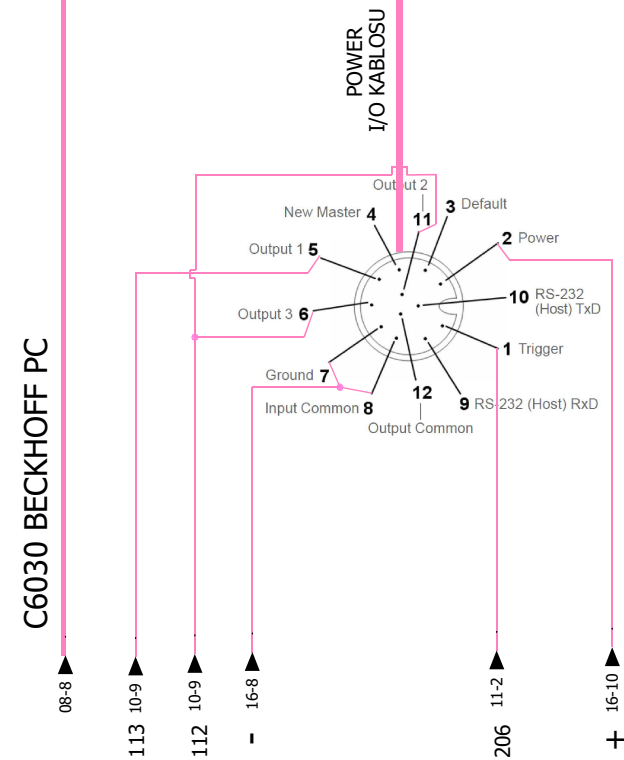 POWER
I/O KABLOSU
Output 2
11
3 Default
New Master 4
2 Power
Output 1 5
10 RS-232
(Host) TxD
Output 3 6
1 Trigger
Ground 7
12
Input Common 8
9 RS-232 (Host) RxD
Output Common
C6030 BECKHOFF PC
08-8
113 10-9
112 10-9
- 16-8
206 11-2
+ 16-10